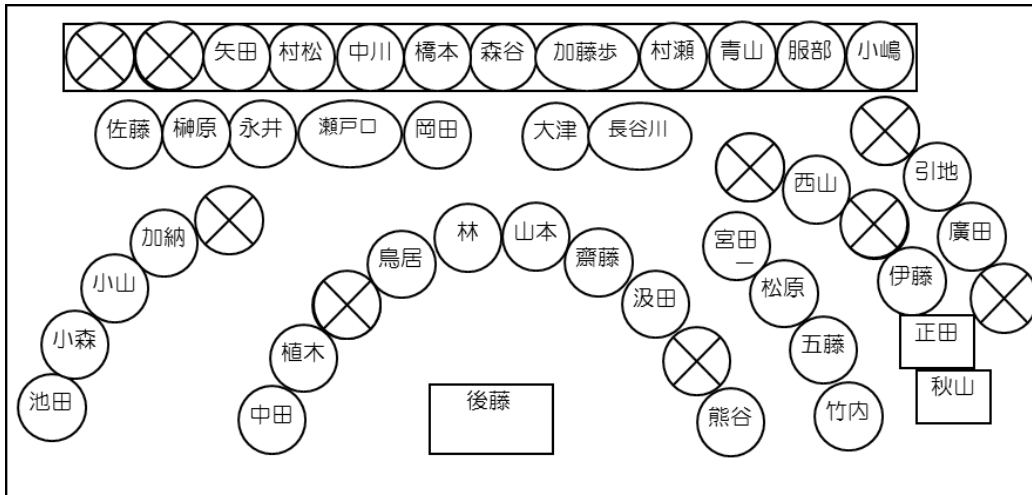 矢田 村松 中川 橋本 森谷 加藤歩 村瀬 青山 服部 小嶋
佐藤 榊原 永井 瀬戸口 岡田 大津 長谷川
西山 引地
加納 鳥居 林 山本 齋藤 宮田一 廣田
小山 汲田 松原 伊藤
小森 植木 五藤 正田
池田 中田 後藤 熊谷 竹内 秋山